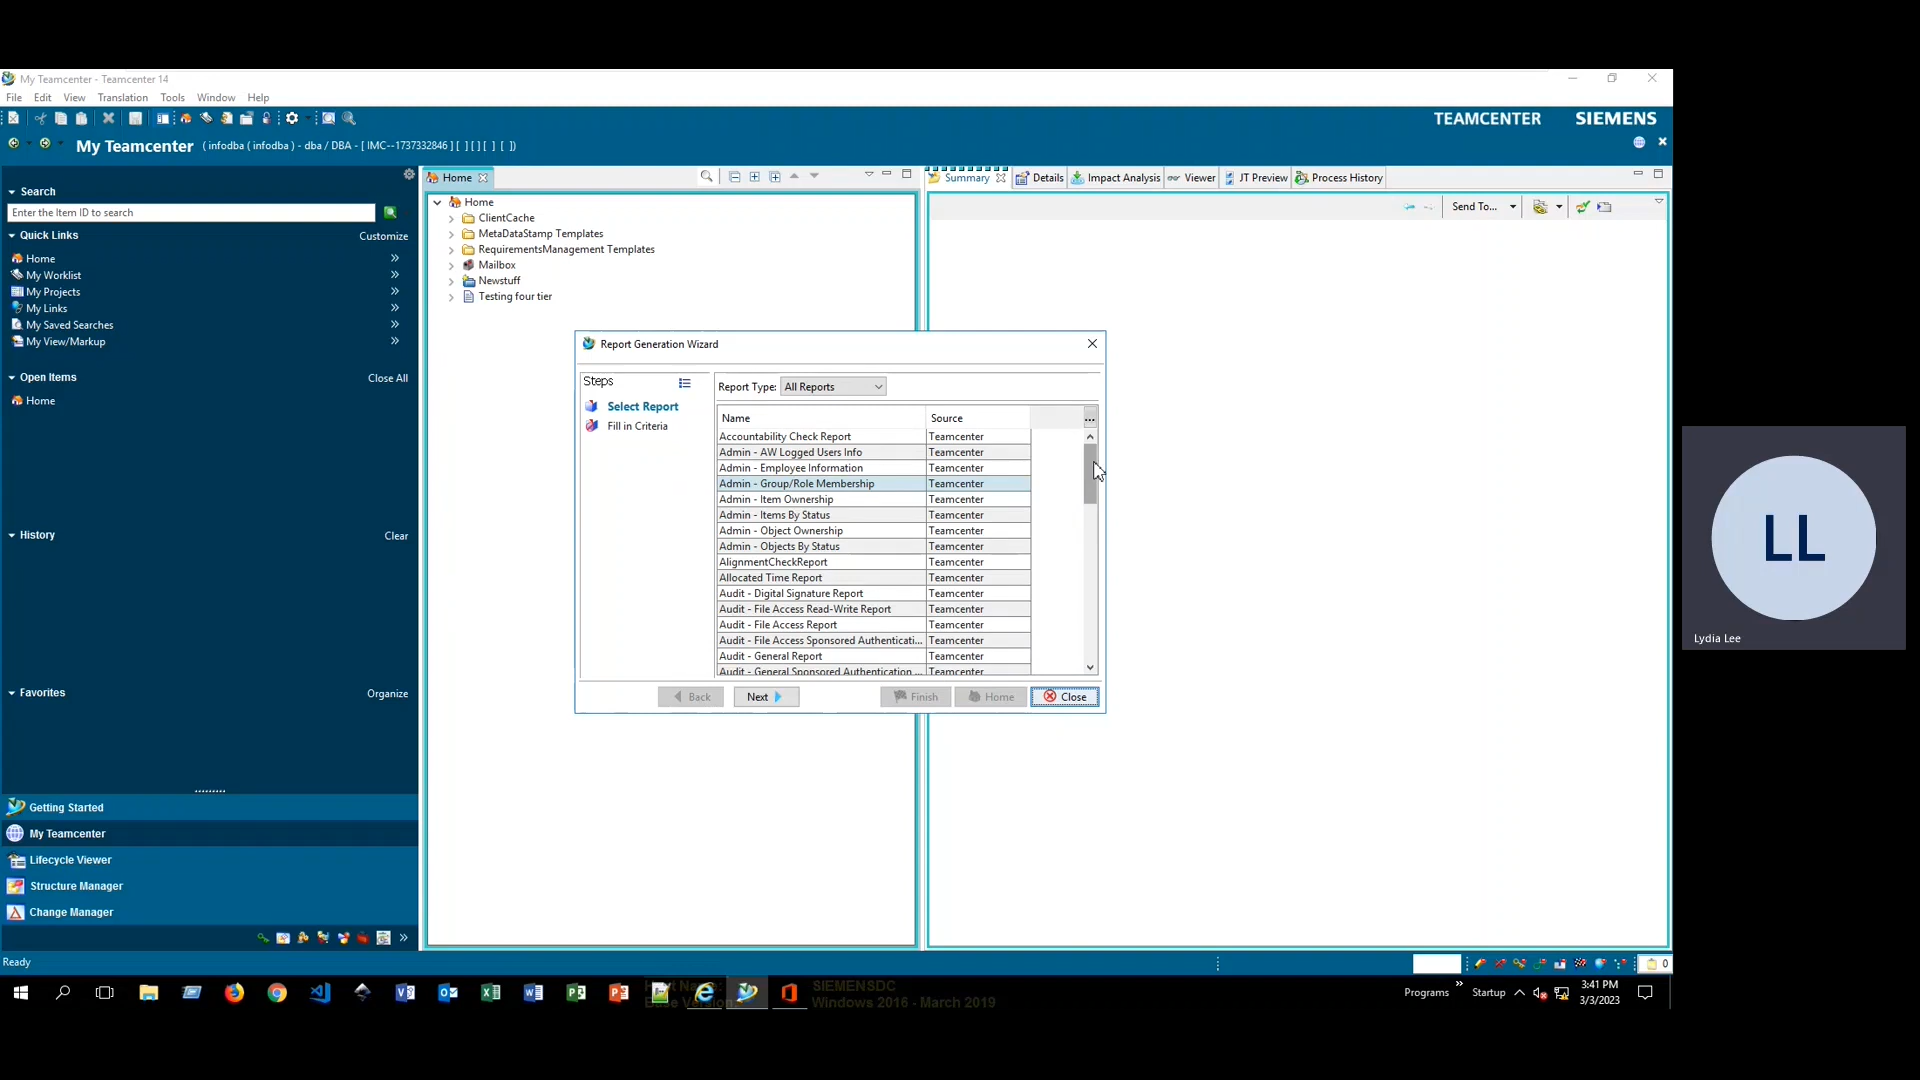 My Teamcenter - Teamcenter 14
File Edit View Translation Tools Window Help
TEAMCENTER SIEMENS
My Teamcenter ( infodba ( infodba ) - dba / DBA - [ IMC--1737332846 ] [ ] [ ] [ ] [ ])
Search
Enter the Item ID to search
Quick Links Customize
Home
My Worklist
My Projects
My Links
My Saved Searches
My View/Markup
Open Items Close All
Home
History Clear
Favorites Organize
Getting Started
My Teamcenter
Lifecycle Viewer
Structure Manager
Change Manager
Ready
Home
Home
ClientCache
MetaDataStamp Templates
RequirementsManagement Templates
Mailbox
Newstuff
Testing four tier
Summary Details Impact Analysis Viewer JT Preview Process History
Send To...
Report Generation Wizard
Steps
Select Report
Fill in Criteria
Report Type: All Reports
Name Source
Accountability Check Report Teamcenter
Admin - AW Logged Users Info Teamcenter
Admin - Employee Information Teamcenter
Admin - Group/Role Membership Teamcenter
Admin - Item Ownership Teamcenter
Admin - Items By Status Teamcenter
Admin - Object Ownership Teamcenter
Admin - Objects By Status Teamcenter
AlignmentCheckReport Teamcenter
Allocated Time Report Teamcenter
Audit - Digital Signature Report Teamcenter
Audit - File Access Read-Write Report Teamcenter
Audit - File Access Report Teamcenter
Audit - File Access Sponsored Authenticati... Teamcenter
Audit - General Report Teamcenter
Audit - General Sponsored Authentication ... Teamcenter
Back Next Finish Home Close
0
SIEMENSDC
Windows 2016 - March 2019
Programs Startup
3:41 PM
3/3/2023
LL
Lydia Lee